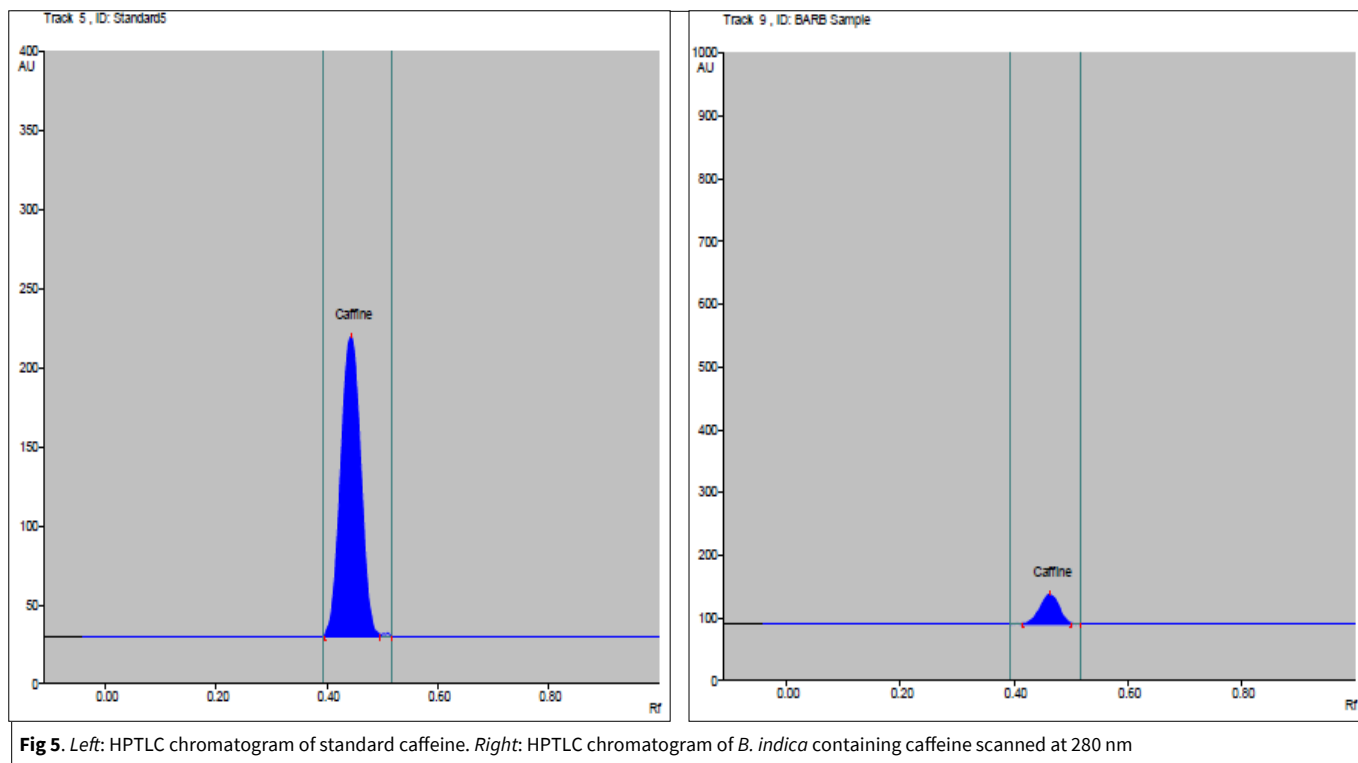 Track 5 , ID: Standard5
400
AU
350
300
250
Caffine
200
150
100
50
0
0.00 0.20 0.40 0.60 0.80
Rf
Track 9 , ID: BARB Sample
1000
AU
900
800
700
600
500
400
300
200
Caffine
100
0
0.00 0.20 0.40 0.60 0.80
Rf
Fig 5. Left: HPTLC chromatogram of standard caffeine. Right: HPTLC chromatogram of B. indica containing caffeine scanned at 280 nm